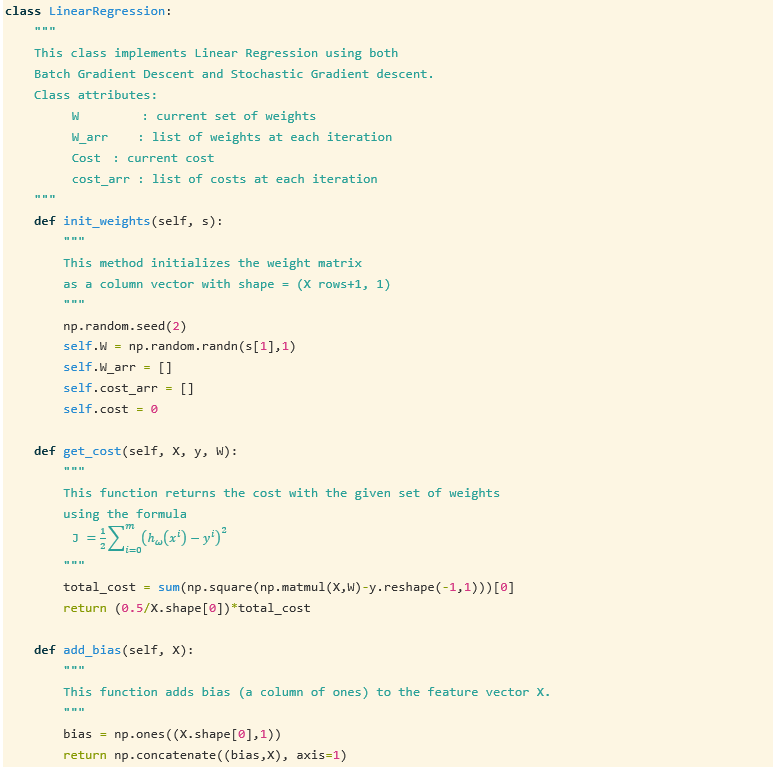 class LinearRegression:
    """
    This class implements Linear Regression using both
    Batch Gradient Descent and Stochastic Gradient descent.
    Class attributes:
         W        : current set of weights
         W_arr    : list of weights at each iteration
         Cost : current cost
         cost_arr : list of costs at each iteration
    """
    def init_weights(self, s):
        """
        This method initializes the weight matrix
        as a column vector with shape = (X rows+1, 1)
        """
        np.random.seed(2)
        self.W = np.random.randn(s[1],1)
        self.W_arr = []
        self.cost_arr = []
        self.cost = 0

    def get_cost(self, X, y, W):
        """
        This function returns the cost with the given set of weights
        using the formula
         J = 1/2 ∑_{i=0}^{m} (h_ω(x^i) − y^i)^2
        """
        total_cost = sum(np.square(np.matmul(X,W)-y.reshape(-1,1)))[0]
        return (0.5/X.shape[0])*total_cost

    def add_bias(self, X):
        """
        This function adds bias (a column of ones) to the feature vector X.
        """
        bias = np.ones((X.shape[0],1))
        return np.concatenate((bias,X), axis=1)